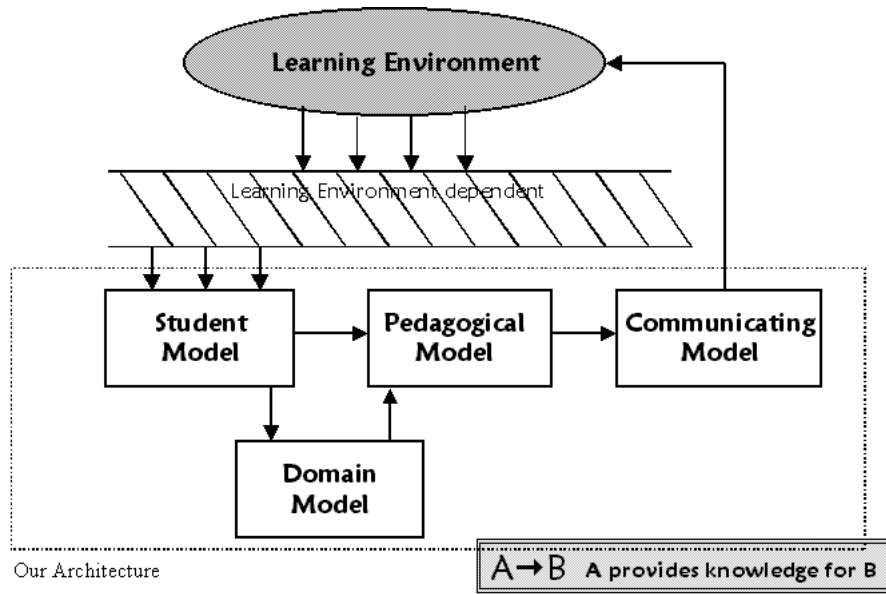 Learning Environment
Learning Environment dependent
Student
Model
Pedagogical
Model
Communicating
Model
Domain
Model
Our Architecture
A→B A provides knowledge for B